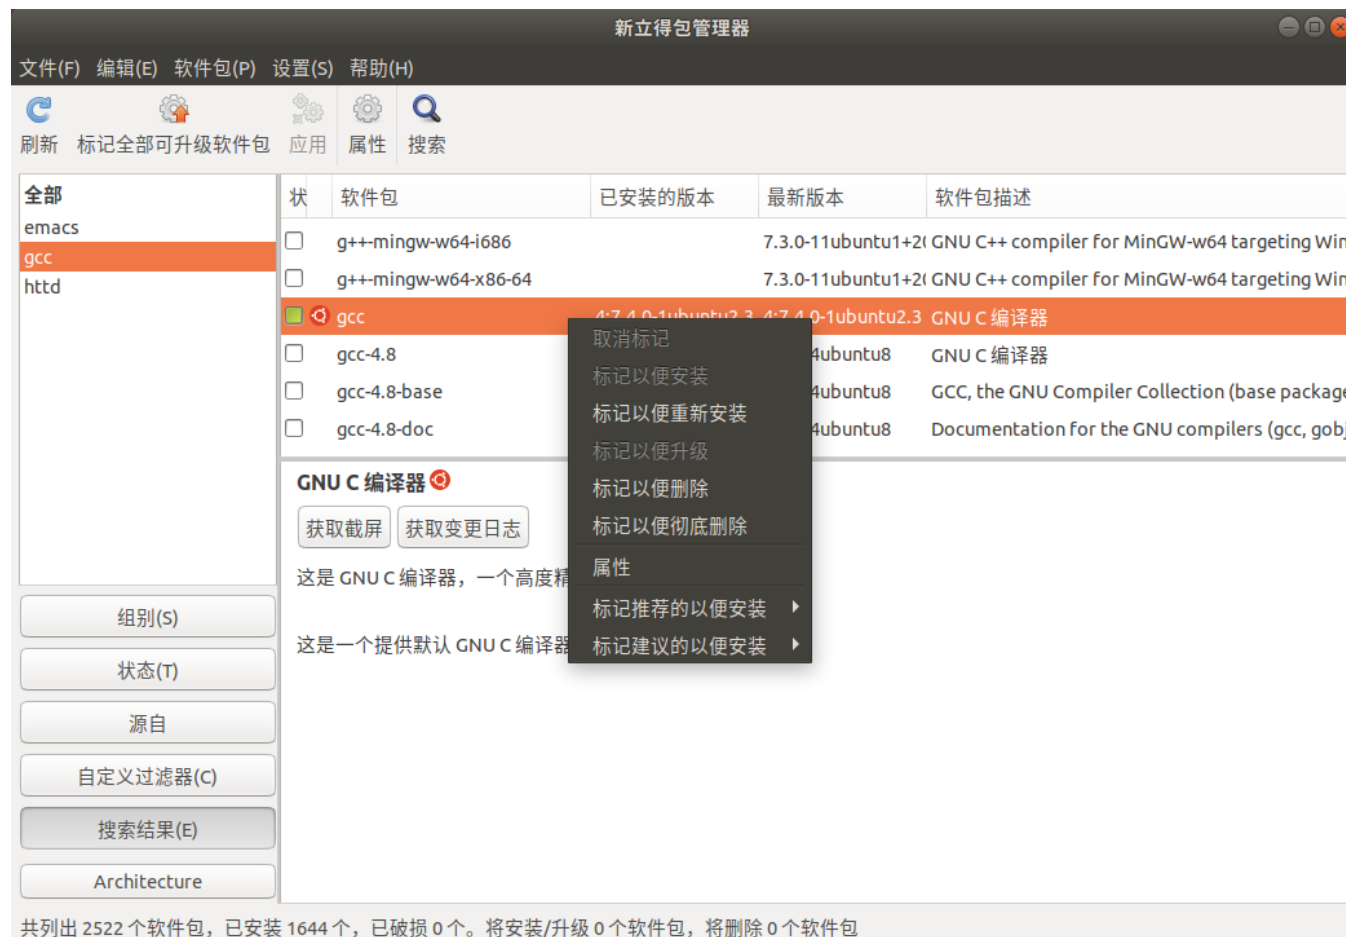 新立得包管理器
文件(F) 编辑(E) 软件包(P) 设置(S) 帮助(H)
刷新 标记全部可升级软件包 应用 属性 搜索
全部
emacs
gcc
httd
组别(S)
状态(T)
源自
自定义过滤器(C)
搜索结果(E)
Architecture
状 软件包 已安装的版本 最新版本 软件包描述
g++-mingw-w64-i686 7.3.0-11ubuntu1+20 GNU C++ compiler for MinGW-w64 targeting Win
g++-mingw-w64-x86-64 7.3.0-11ubuntu1+20 GNU C++ compiler for MinGW-w64 targeting Win
gcc 4:7.4.0-1ubuntu2.3 4:7.4.0-1ubuntu2.3 GNU C 编译器
gcc-4.8 4ubuntu8 GNU C 编译器
gcc-4.8-base 4ubuntu8 GCC, the GNU Compiler Collection (base package
gcc-4.8-doc 4ubuntu8 Documentation for the GNU compilers (gcc, gobj
取消标记
标记以便安装
标记以便重新安装
标记以便升级
标记以便删除
标记以便彻底删除
属性
标记推荐的以便安装
标记建议的以便安装
GNU C 编译器
获取截屏 获取变更日志
这是 GNU C 编译器，一个高度精
这是一个提供默认 GNU C 编译器
共列出 2522 个软件包，已安装 1644 个，已破损 0 个。将安装/升级 0 个软件包，将删除 0 个软件包